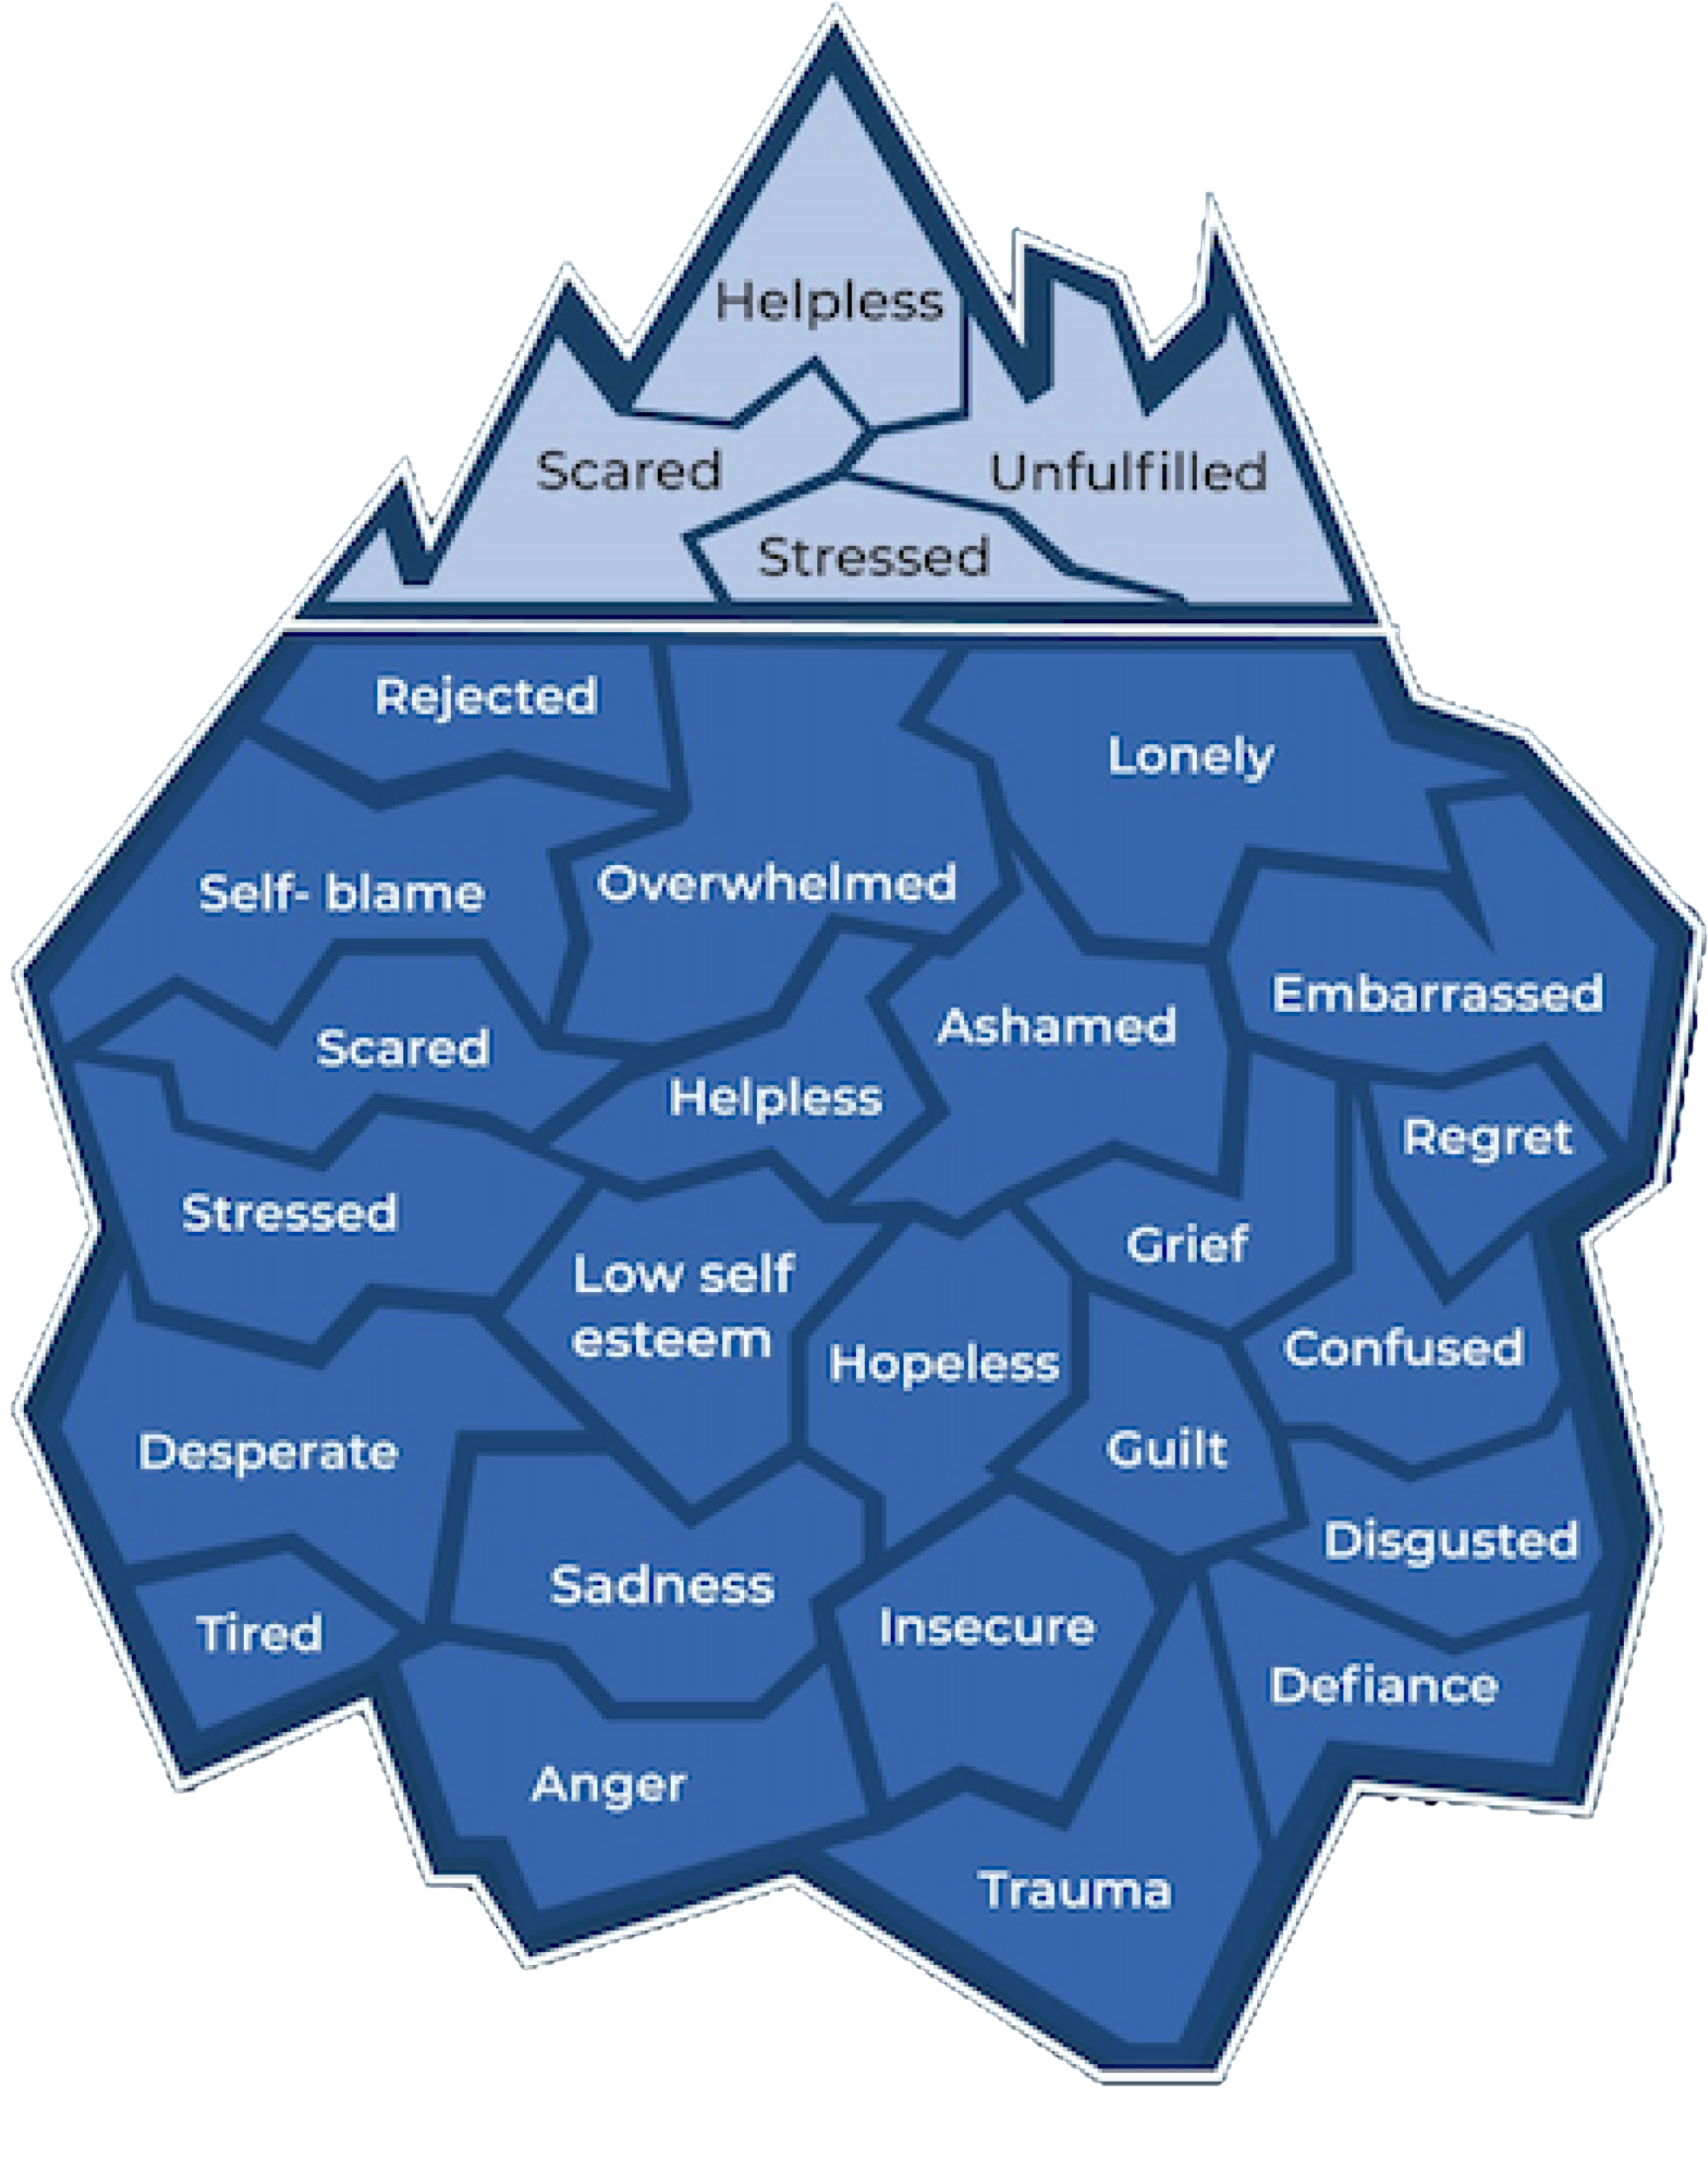 Helpless
Scared
Unfulfilled
Stressed
Rejected
Lonely
Self- blame
Overwhelmed
Embarrassed
Ashamed
Scared
Helpless
Regret
Stressed
Grief
Low self
esteem
Hopeless
Confused
Desperate
Guilt
Disgusted
Sadness
Tired
Insecure
Defiance
Anger
Trauma